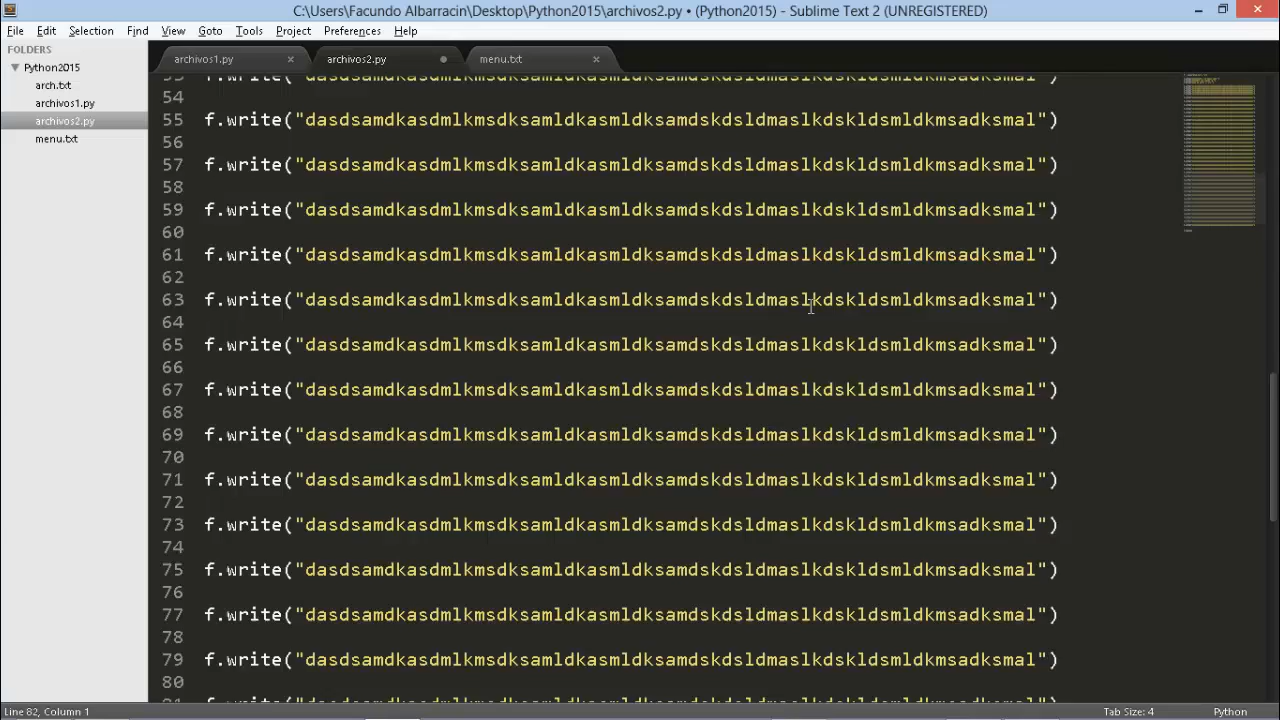 C:\Users\Facundo Albaracin\Desktop\Python2015\archivos2.py • (Python2015) - Sublime Text 2 (UNREGISTERED)
File Edit Selection Find View Goto Tools Project Preferences Help
FOLDERS
Python2015
arch.txt
archivos1.py
archivos2.py
menu.txt
archivos1.py × archivos2.py menu.txt ×
54
55 f.write("dasdsamdkasdmlkmsdksamldkasmldkasmldksamdskdsldmaslkdskldsmldkmsadksmal")
56
57 f.write("dasdsamdkasdmlkmsdksamldkasmldksamdskdsldmaslkdskldsmldkmsadksmal")
58
59 f.write("dasdsamdkasdmlkmsdksamldkasmldksamdskdsldmaslkdskldsmldkmsadksmal")
60
61 f.write("dasdsamdkasdmlkmsdksamldkasmldksamdskdsldmaslkdskldsmldkmsadksmal")
62
63 f.write("dasdsamdkasdmlkmsdksamldkasmldksamdskdsldmaslkdskldsmldkmsadksmal")
64
65 f.write("dasdsamdkasdmlkmsdksamldkasmldksamdskdsldmaslkdskldsmldkmsadksmal")
66
67 f.write("dasdsamdkasdmlkmsdksamldkasmldksamdskdsldmaslkdskldsmldkmsadksmal")
68
69 f.write("dasdsamdkasdmlkmsdksamldkasmldksamdskdsldmaslkdskldsmldkmsadksmal")
70
71 f.write("dasdsamdkasdmlkmsdksamldkasmldksamdskdsldmaslkdskldsmldkmsadksmal")
72
73 f.write("dasdsamdkasdmlkmsdksamldkasmldksamdskdsldmaslkdskldsmldkmsadksmal")
74
75 f.write("dasdsamdkasdmlkmsdksamldkasmldksamdskdsldmaslkdskldsmldkmsadksmal")
76
77 f.write("dasdsamdkasdmlkmsdksamldkasmldksamdskdsldmaslkdskldsmldkmsadksmal")
78
79 f.write("dasdsamdkasdmlkmsdksamldkasmldksamdskdsldmaslkdskldsmldkmsadksmal")
80
Line 82, Column 1 Tab Size: 4 Python